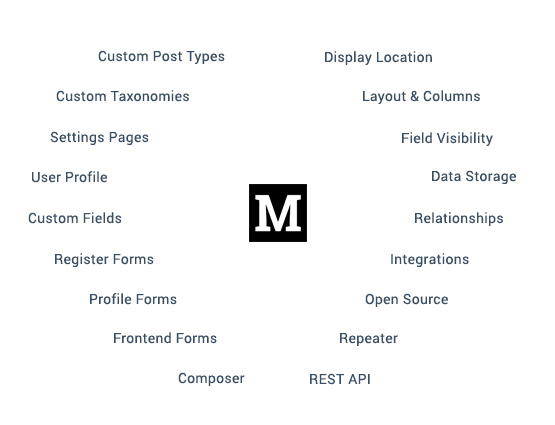 Custom Post Types
Display Location
Custom Taxonomies
Layout & Columns
Settings Pages
Field Visibility
User Profile
Data Storage
M
Custom Fields
Relationships
Register Forms
Integrations
Profile Forms
Open Source
Frontend Forms
Repeater
Composer
REST API